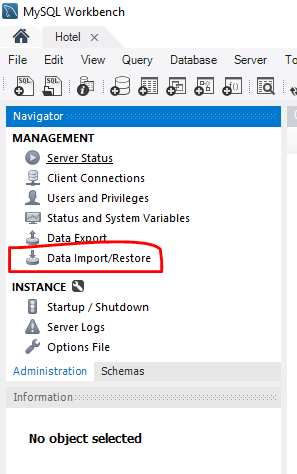 MySQL Workbench
Hotel
File Edit View Query Database Server To
SQL SQL
Navigator
MANAGEMENT
Server Status
Client Connections
Users and Privileges
Status and System Variables
Data Export
Data Import/Restore
INSTANCE
Startup / Shutdown
Server Logs
Options File
Administration Schemas
Information
No object selected